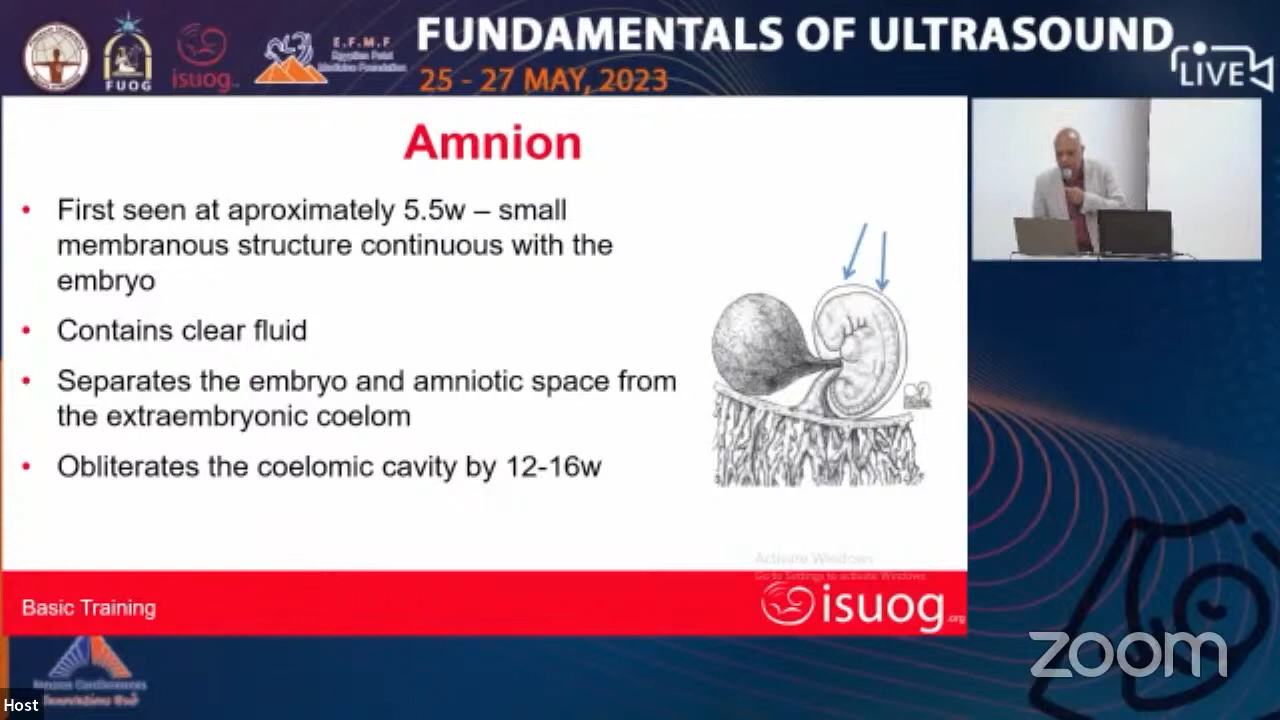 FUNDAMENTALS OF ULTRASOUND
25 - 27 MAY, 2023
LIVE
FUOG
isuog
E.F.M.F
Amnion
• First seen at aproximately 5.5w – small
membranous structure continuous with the
embryo
• Contains clear fluid
• Separates the embryo and amniotic space from
the extraembryonic coelom
• Obliterates the coelomic cavity by 12-16w
Activate Windows
Go to Settings to activate Windows.
Basic Training
isuog.org
zoom
Host